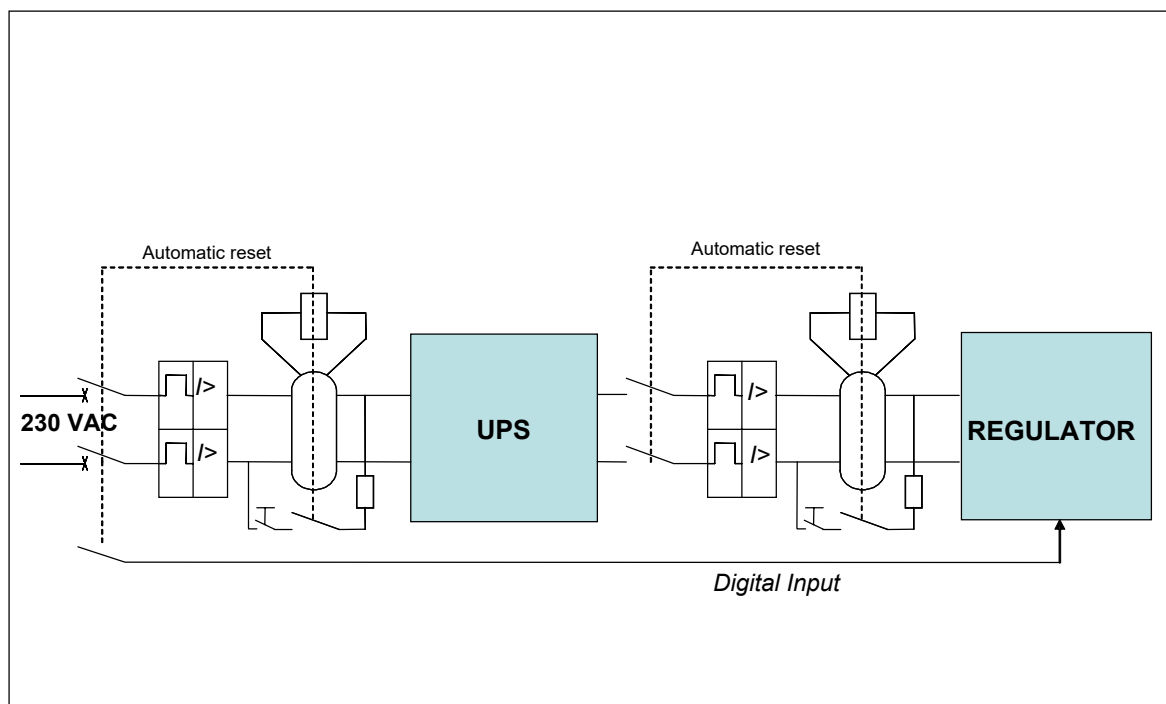 Automatic reset
Automatic reset
I>
I>
230 VAC
I>
I>
UPS
REGULATOR
Digital Input